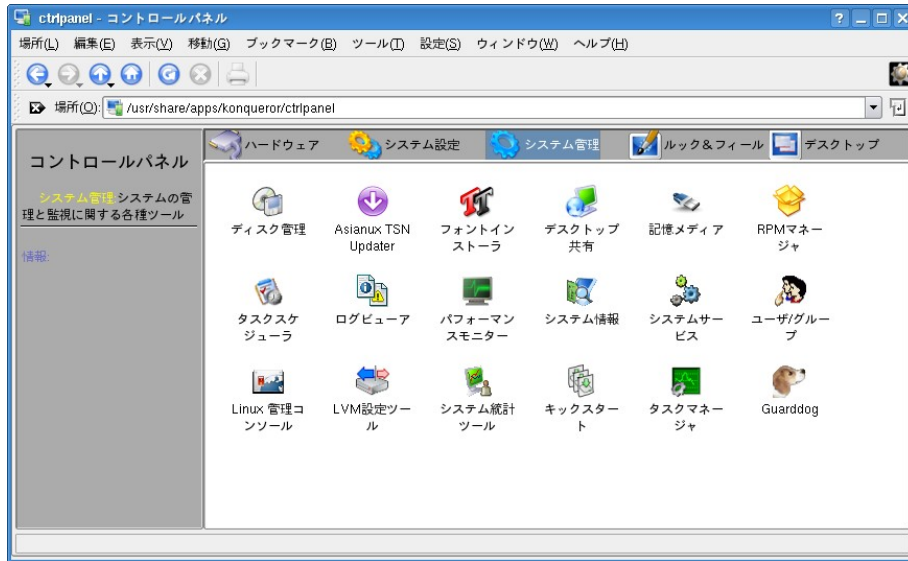 ctrlpanel - コントロールパネル
場所(L) 編集(E) 表示(V) 移動(G) ブックマーク(B) ツール(T) 設定(S) ウィンドウ(W) ヘルプ(H)
場所(O): /usr/share/apps/konqueror/ctrlpanel
ハードウェア システム設定 システム管理 ルック&フィール デスクトップ
コントロールパネル
システム管理 システムの管
理と監視に関する各種ツール
情報:
ディスク管理
Asianux TSN
Updater
フォントイン
ストーラ
デスクトップ
共有
記憶メディア
RPMマネー
ジャ
タスクスケ
ジューラ
ログビューア
パフォーマン
スモニター
システム情報
システムサー
ビス
ユーザ/グルー
プ
Linux 管理コ
ンソール
LVM設定ツー
ル
システム統計
ツール
キックスター
ト
タスクマネー
ジャ
Guarddog